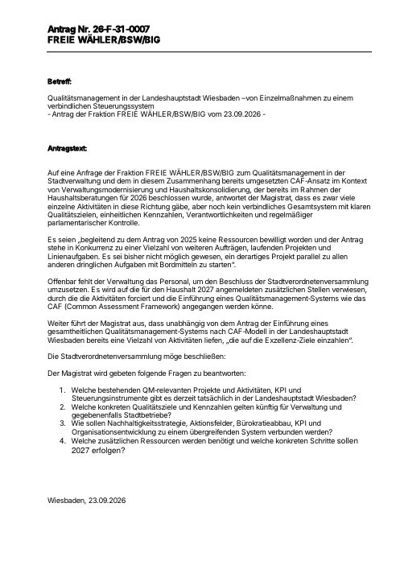 Antrag Nr. 26-F-31-0007
FREIE WÄHLER/BSW/BIG
Betreff:
Qualitätsmanagement in der Landeshauptstadt Wiesbaden –von Einzelmaßnahmen zu einem
verbindlichen Steuerungssystem
- Antrag der Fraktion FREIE WÄHLER/BSW/BIG vom 23.09.2026 -
Antragstext:
Auf eine Anfrage der Fraktion FREIE WÄHLER/BSW/BIG zum Qualitätsmanagement in der
Stadtverwaltung und dem in diesem Zusammenhang bereits umgesetzten CAF-Ansatz im Kontext
von Verwaltungsmodernisierung und Haushaltskonsolidierung, der bereits im Rahmen der
Haushaltsberatungen für 2026 beschlossen wurde, antwortet der Magistrat, dass es zwar viele
einzelne Aktivitäten in diese Richtung gäbe, aber noch kein verbindliches Gesamtsystem mit klaren
Qualitätszielen, einheitlichen Kennzahlen, Verantwortlichkeiten und regelmäßiger
parlamentarischer Kontrolle.
Es seien „begleitend zu dem Antrag von 2025 keine Ressourcen bewilligt worden und der Antrag
stehe in Konkurrenz zu einer Vielzahl von weiteren Aufträgen, laufenden Projekten und
Linienaufgaben. Es sei bisher nicht möglich gewesen, ein derartiges Projekt parallel zu allen
anderen dringlichen Aufgaben mit Bordmitteln zu starten“.
Offenbar fehlt der Verwaltung das Personal, um den Beschluss der Stadtverordnetenversammlung
umzusetzen. Es wird auf die für den Haushalt 2027 angemeldeten zusätzlichen Stellen verwiesen,
durch die die Aktivitäten forciert und die Einführung eines Qualitätsmanagement-Systems wie das
CAF (Common Assessment Framework) angegangen werden könne.
Weiter führt der Magistrat aus, dass unabhängig von dem Antrag der Einführung eines
gesamtheitlichen Qualitätsmanagement-Systems nach CAF-Modell in der Landeshauptstadt
Wiesbaden bereits eine Vielzahl von Aktivitäten liefen, „die auf die Exzellenz-Ziele einzahlen“.
Die Stadtverordnetenversammlung möge beschließen:
Der Magistrat wird gebeten folgende Fragen zu beantworten:
1. Welche bestehenden QM-relevanten Projekte und Aktivitäten, KPI und
Steuerungsinstrumente gibt es derzeit tatsächlich in der Landeshauptstadt Wiesbaden?
2. Welche konkreten Qualitätsziele und Kennzahlen gelten künftig für Verwaltung und
gegebenenfalls Stadtbetriebe?
3. Wie sollen Nachhaltigkeitsstrategie, Aktionsfelder, Bürokratieabbau, KPI und
Organisationsentwicklung zu einem übergreifenden System verbunden werden?
4. Welche zusätzlichen Ressourcen werden benötigt und welche konkreten Schritte sollen
2027 erfolgen?
Wiesbaden, 23.09.2026